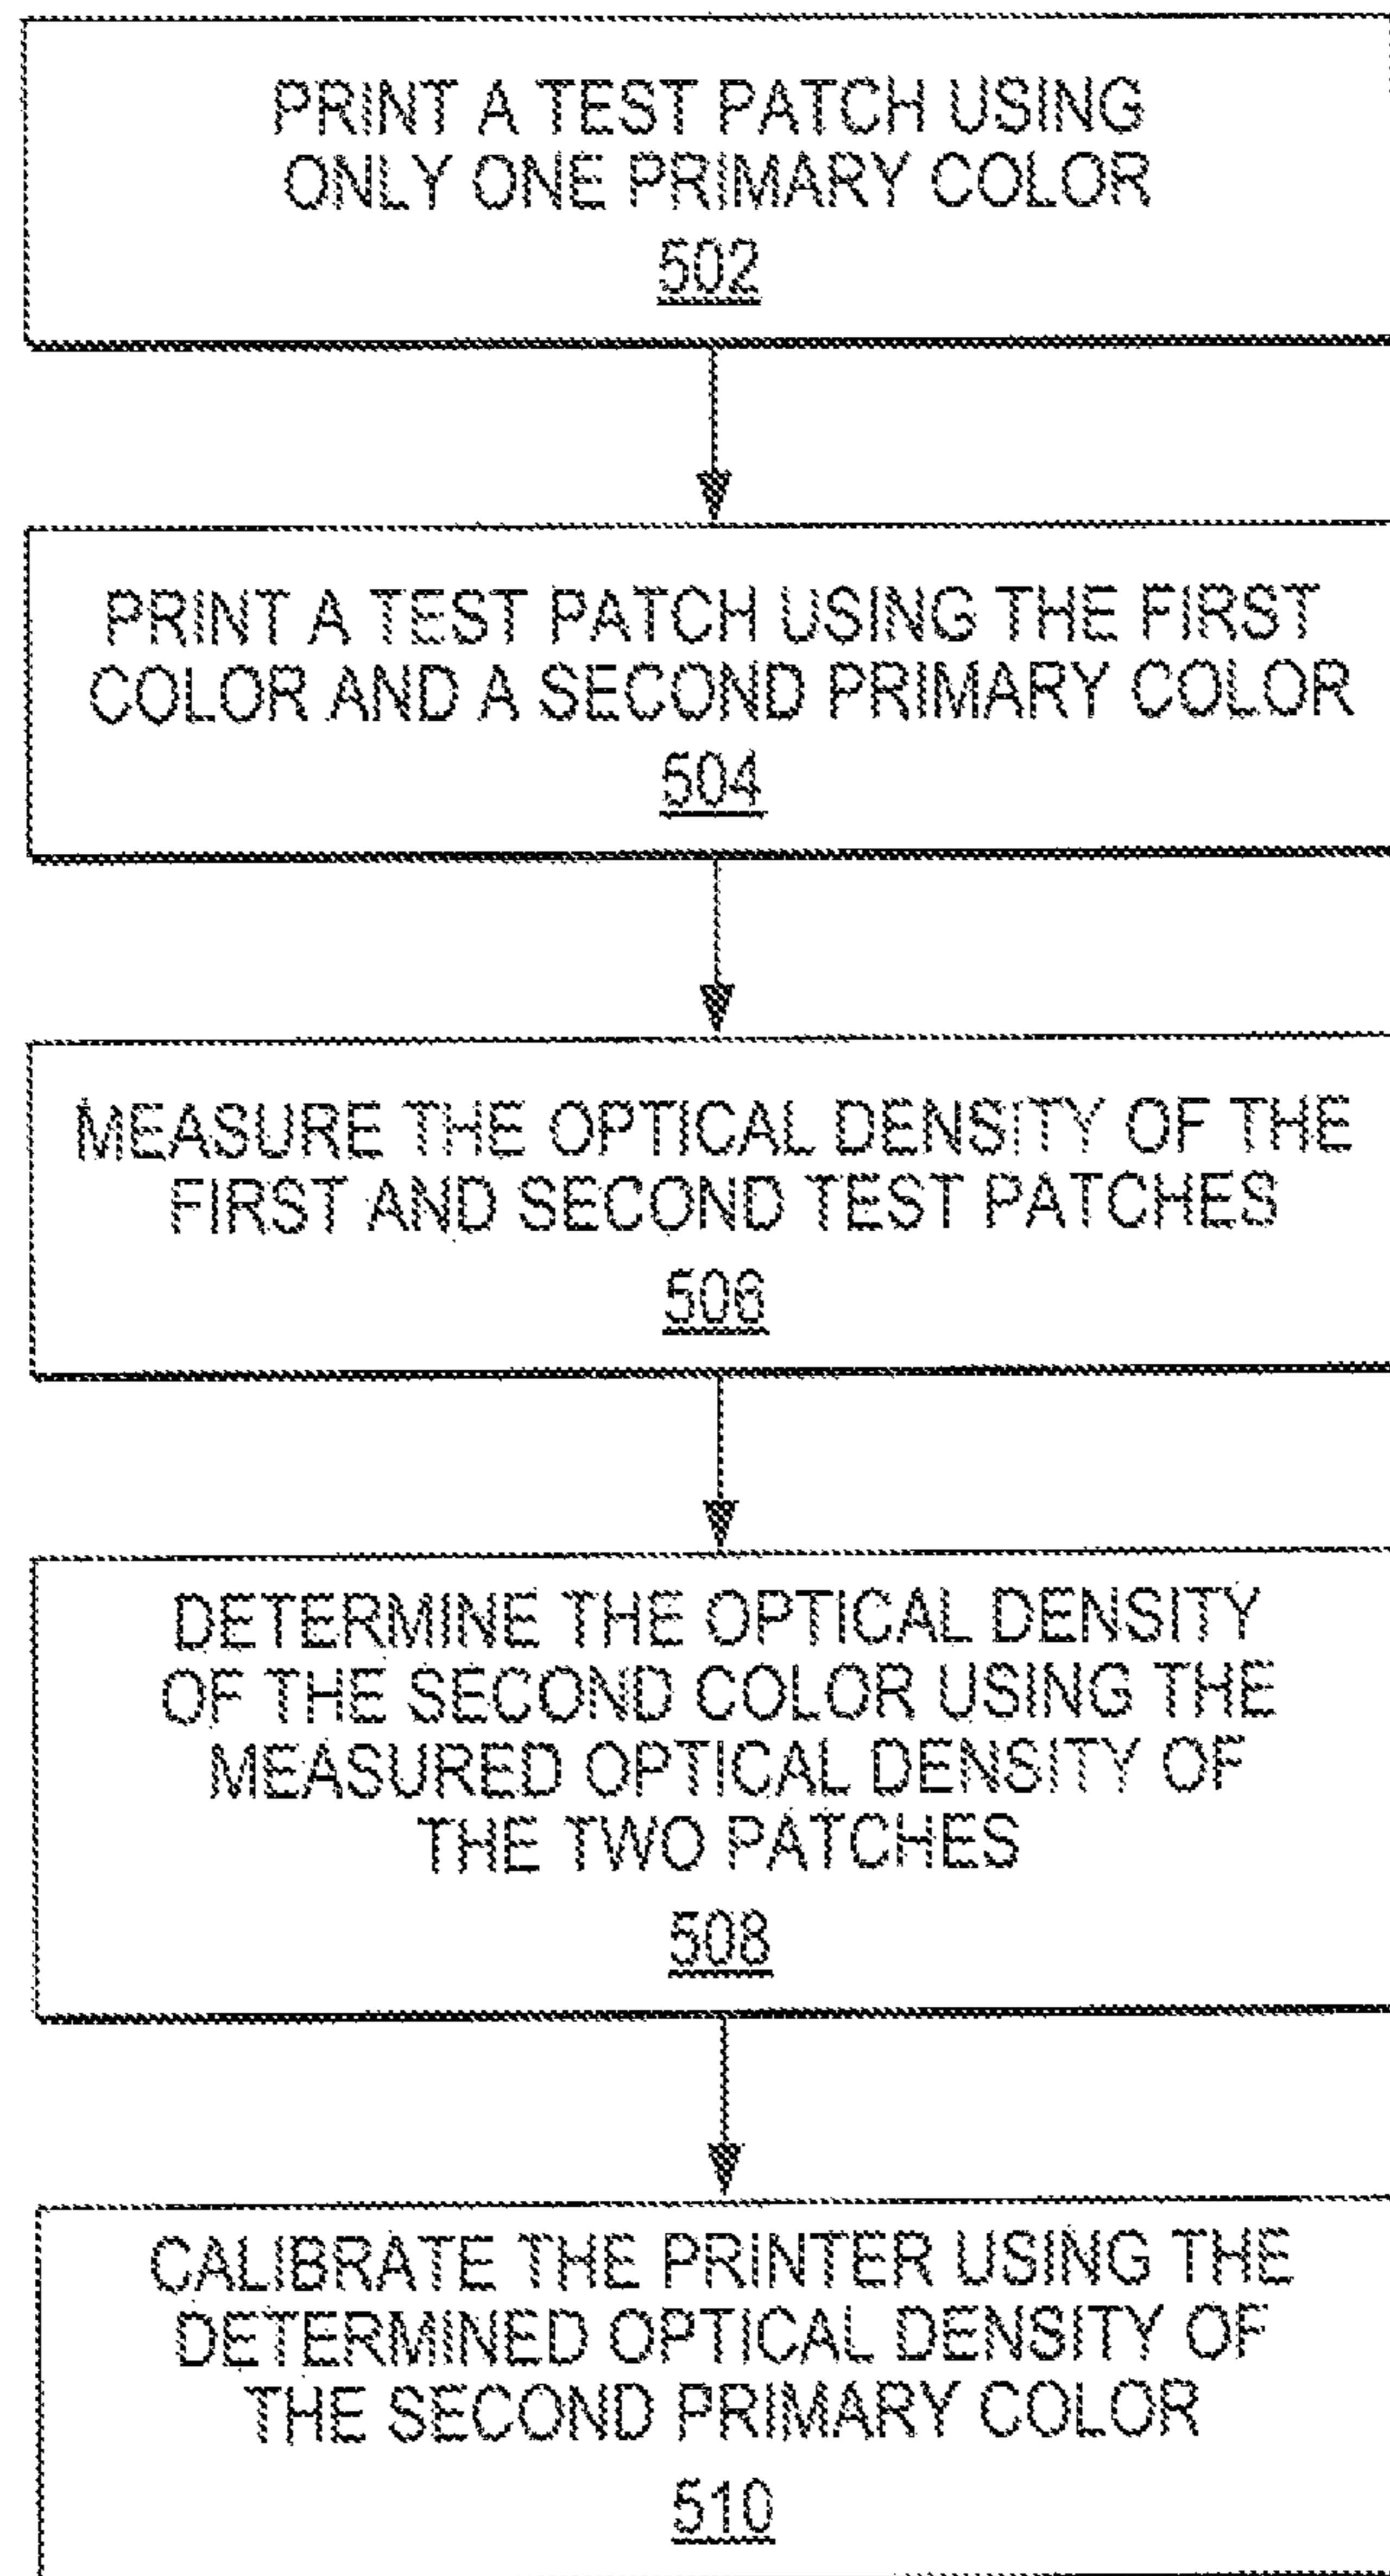 PRINT A TEST PATCH USING
ONLY ONE PRIMARY COLOR
502
PRINT A TEST PATCH USING THE FIRST
COLOR AND A SECOND PRIMARY COLOR
504
MEASURE THE OPTICAL DENSITY OF THE
FIRST AND SECOND TEST PATCHES
506
DETERMINE THE OPTICAL DENSITY
OF THE SECOND COLOR USING THE
MEASURED OPTICAL DENSITY OF
THE TWO PATCHES
508
CALIBRATE THE PRINTER USING THE
DETERMINED OPTICAL DENSITY OF
THE SECOND PRIMARY COLOR
510